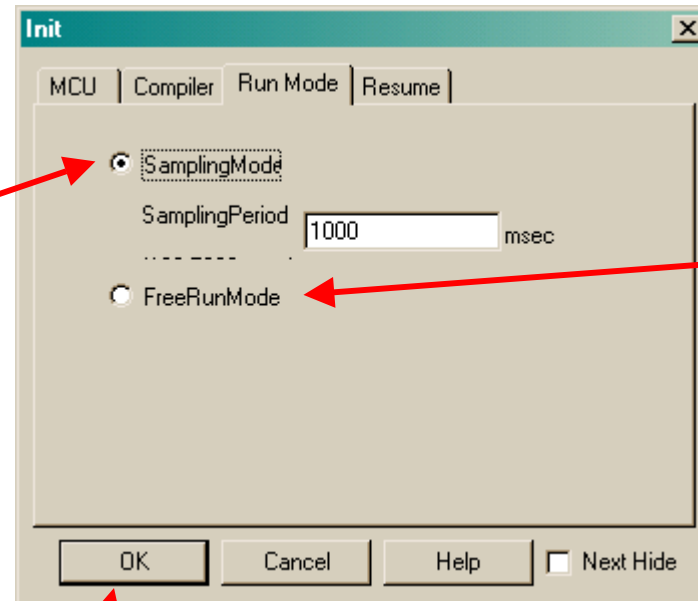 Init
MCU Compiler Run Mode Resume
SamplingMode
SamplingPeriod 1000 msec
FreeRunMode
OK Cancel Help Next Hide